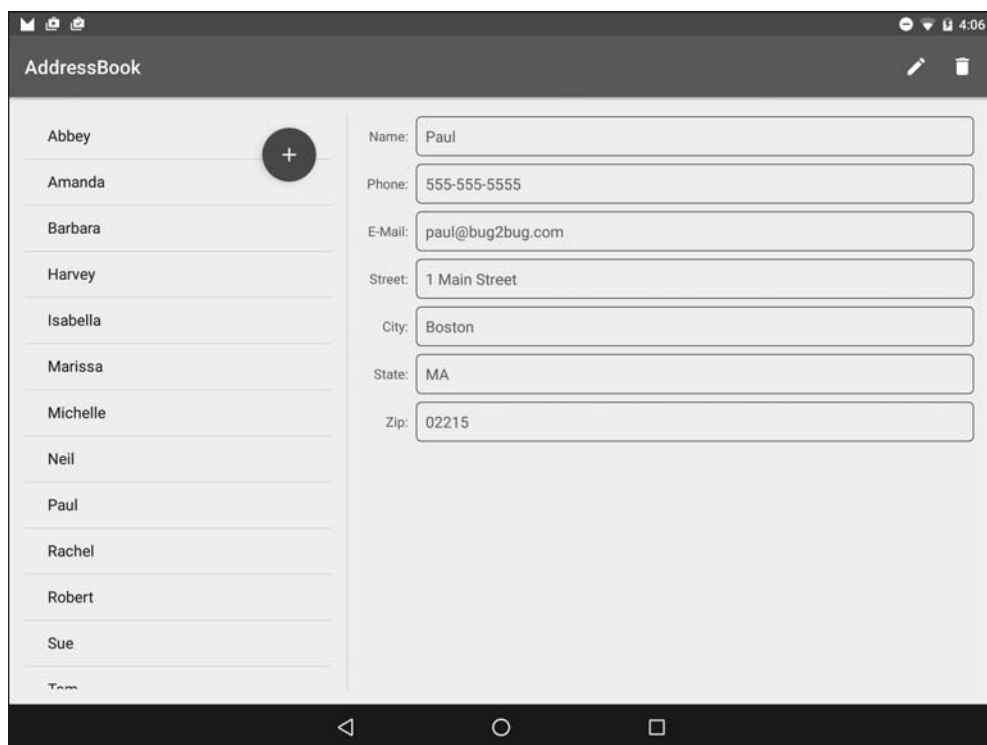 4:06
AddressBook
Abbey
Amanda
Barbara
Harvey
Isabella
Marissa
Michelle
Neil
Paul
Rachel
Robert
Sue
Tom
Name: Paul
Phone: 555-555-5555
E-Mail: paul@bug2bug.com
Street: 1 Main Street
City: Boston
State: MA
Zip: 02215